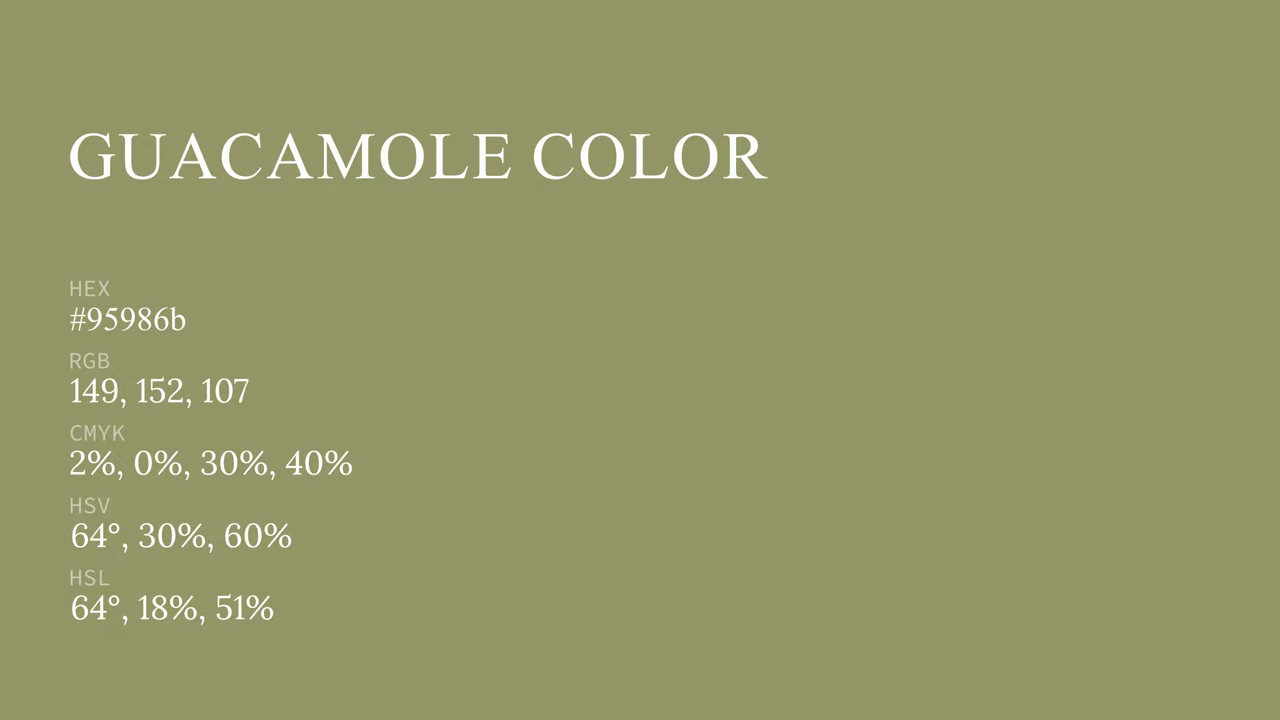 GUACAMOLE COLOR
HEX
#95986b
RGB
149, 152, 107
CMYK
2%, 0%, 30%, 40%
HSV
64°, 30%, 60%
HSL
64°, 18%, 51%